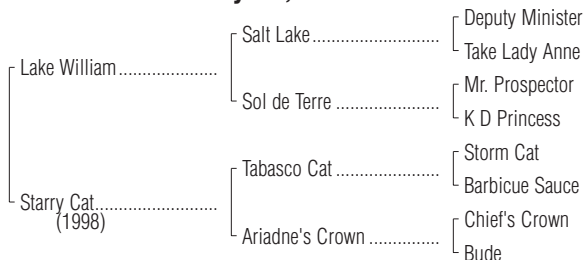 Deputy Minister
Salt Lake
Take Lady Anne
Lake William
Mr. Prospector
Sol de Terre
K D Princess
Storm Cat
Tabasco Cat
Barbicue Sauce
Starry Cat
(1998)
Chief's Crown
Ariadne's Crown
Bude